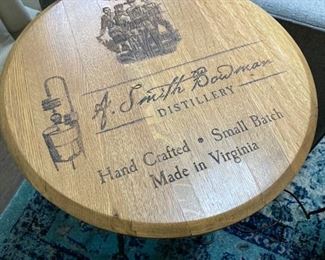 A. Smith Bowman
DISTILLERY
Hand Crafted • Small Batch
Made in Virginia